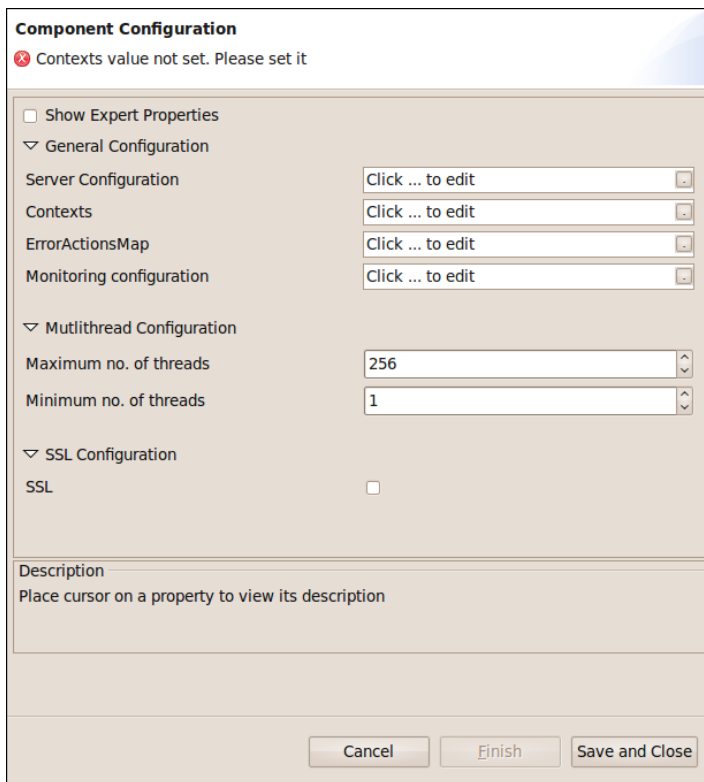 Component Configuration
Contexts value not set. Please set it
Show Expert Properties
General Configuration
Server Configuration Click ... to edit
Contexts Click ... to edit
ErrorActionsMap Click ... to edit
Monitoring configuration Click ... to edit
Mutlithread Configuration
Maximum no. of threads 256
Minimum no. of threads 1
SSL Configuration
SSL
Description
Place cursor on a property to view its description
Cancel Finish Save and Close